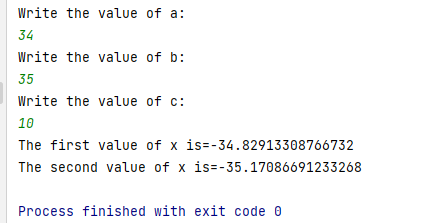 Write the value of a:
34
Write the value of b:
35
Write the value of c:
10
The first value of x is=-34.82913308766732
The second value of x is=-35.17086691233268
Process finished with exit code 0